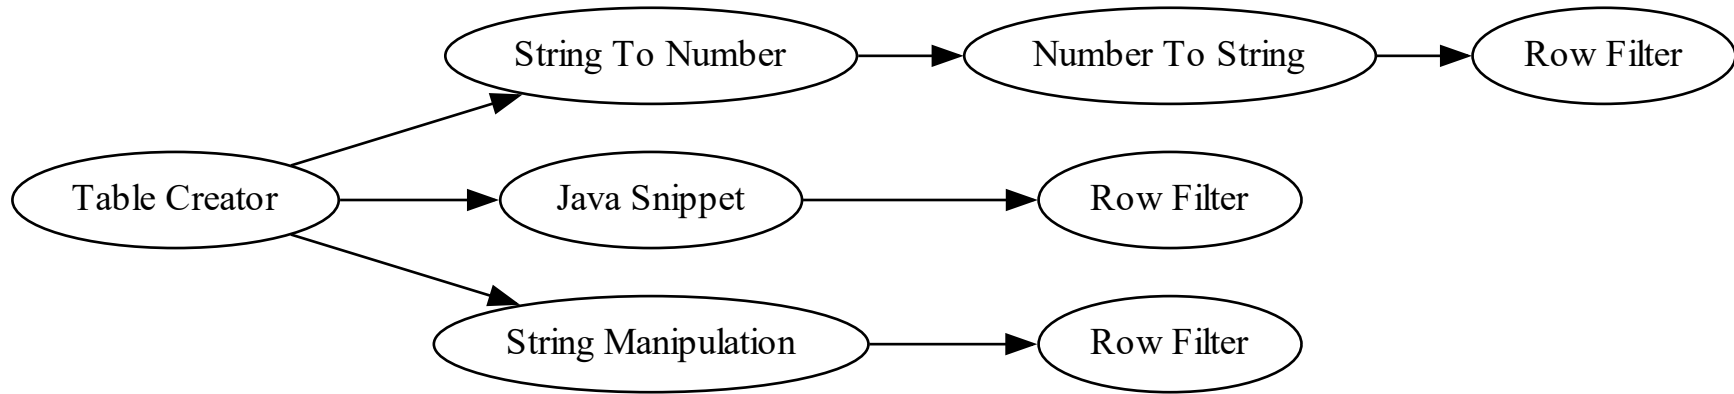 String To Number
Number To String
Row Filter
Table Creator
Java Snippet
Row Filter
String Manipulation
Row Filter